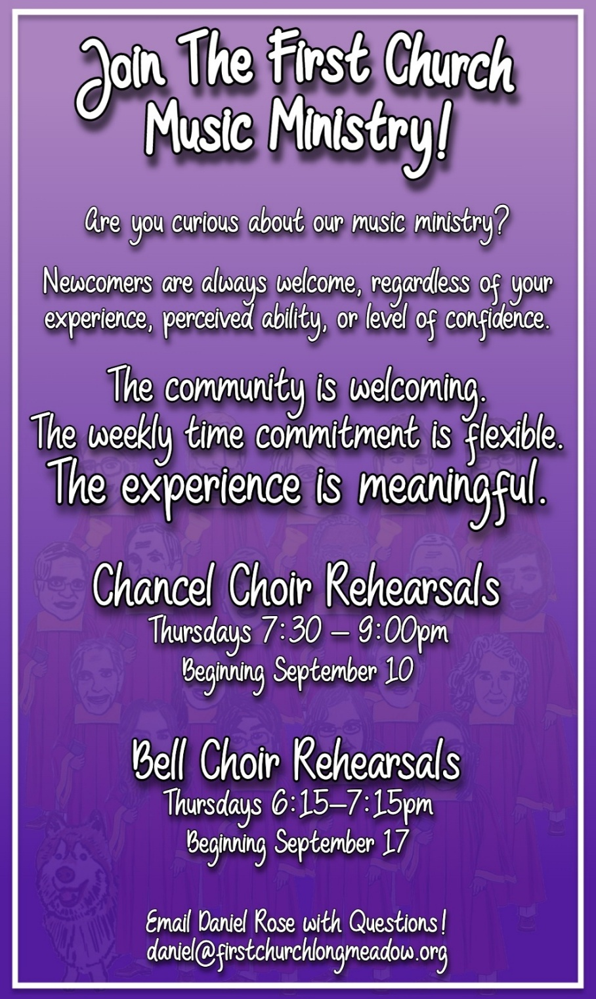 Join The First Church
Music Ministry!
Are you curious about our music ministry?
Newcomers are always welcome, regardless of your
experience, perceived ability, or level of confidence.
The community is welcoming.
The weekly time commitment is flexible.
The experience is meaningful.
Chancel Choir Rehearsals
Thursdays 7:30 – 9:00pm
Beginning September 10
Bell Choir Rehearsals
Thursdays 6:15–7:15pm
Beginning September 17
Email Daniel Rose with Questions!
daniel@firstchurchlongmeadow.org